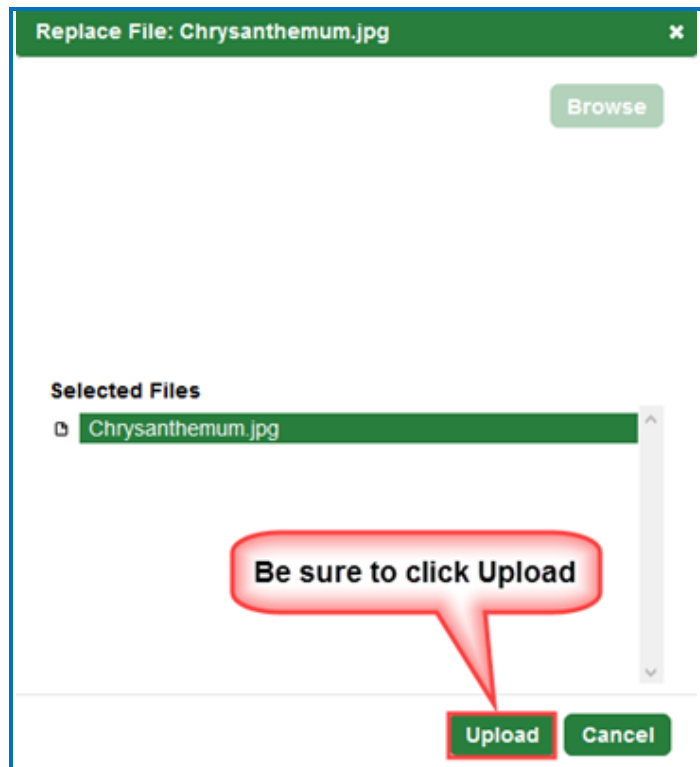 Replace File: Chrysanthemum.jpg ×
Browse
Selected Files
Chrysanthemum.jpg
Be sure to click Upload
Upload Cancel